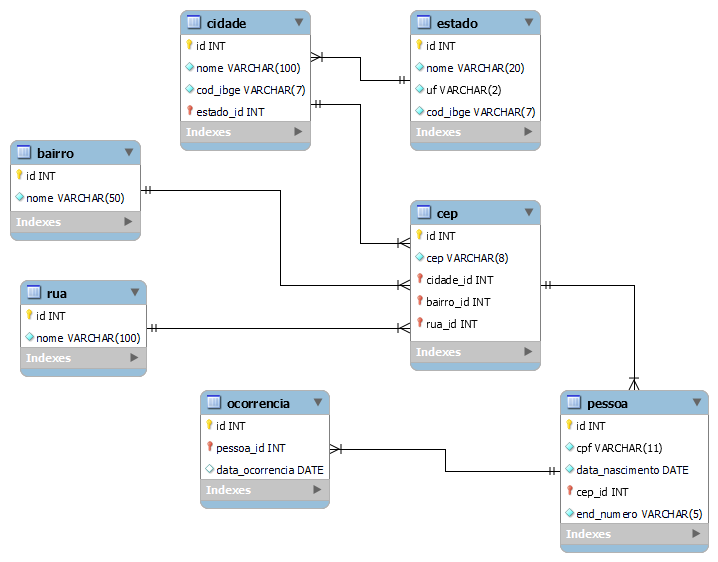 cidade
id INT
nome VARCHAR(100)
cod_ibge VARCHAR(7)
estado_id INT
Indexes
estado
id INT
nome VARCHAR(20)
uf VARCHAR(2)
cod_ibge VARCHAR(7)
Indexes
bairro
id INT
nome VARCHAR(50)
Indexes
cep
id INT
cep VARCHAR(8)
cidade_id INT
bairro_id INT
rua_id INT
Indexes
rua
id INT
nome VARCHAR(100)
Indexes
ocorrencia
id INT
pessoa_id INT
data_ocorrencia DATE
Indexes
pessoa
id INT
cpf VARCHAR(11)
data_nascimento DATE
cep_id INT
end_numero VARCHAR(5)
Indexes